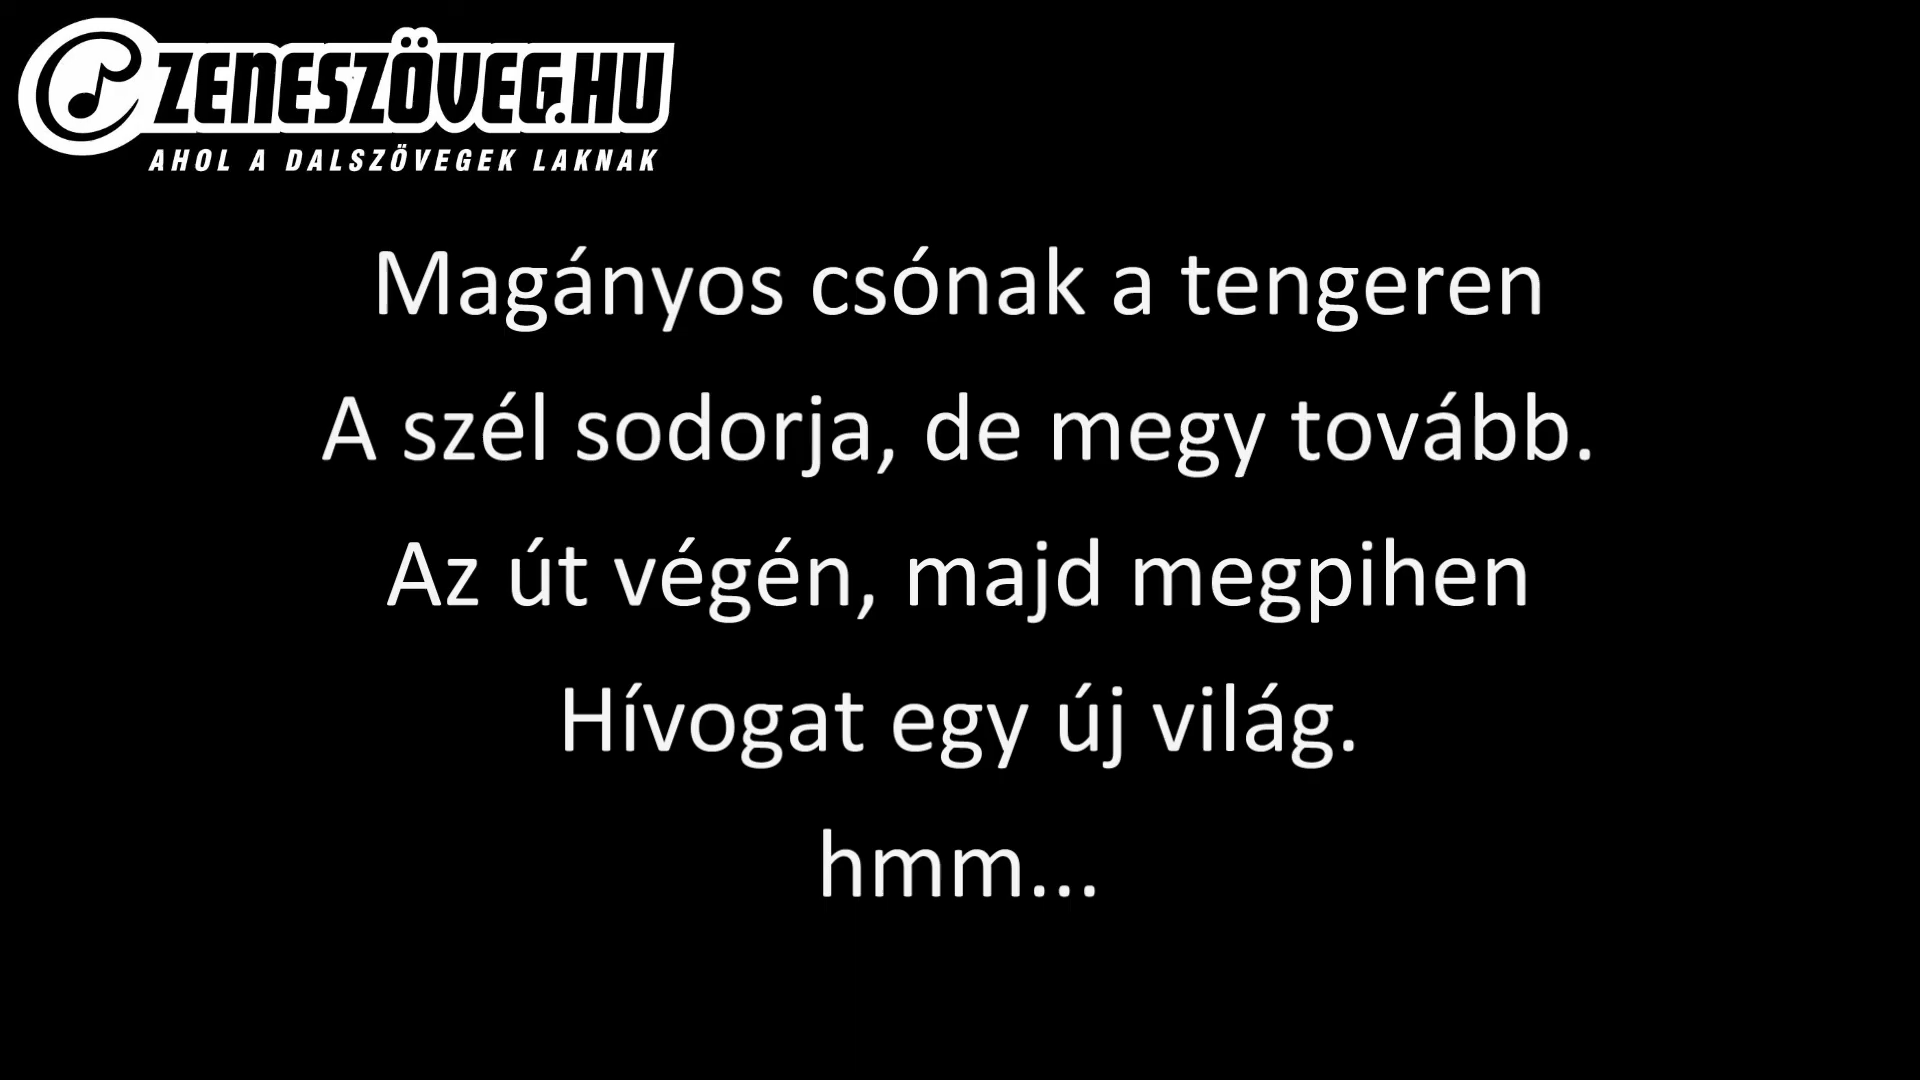 ZENESZÖVEG.HU
AHOL A DALSZÖVEGEK LAKNAK
Magányos csónak a tengeren
A szél sodorja, de megy tovább.
Az út végén, majd megpihen
Hívogat egy új világ.
hmm...